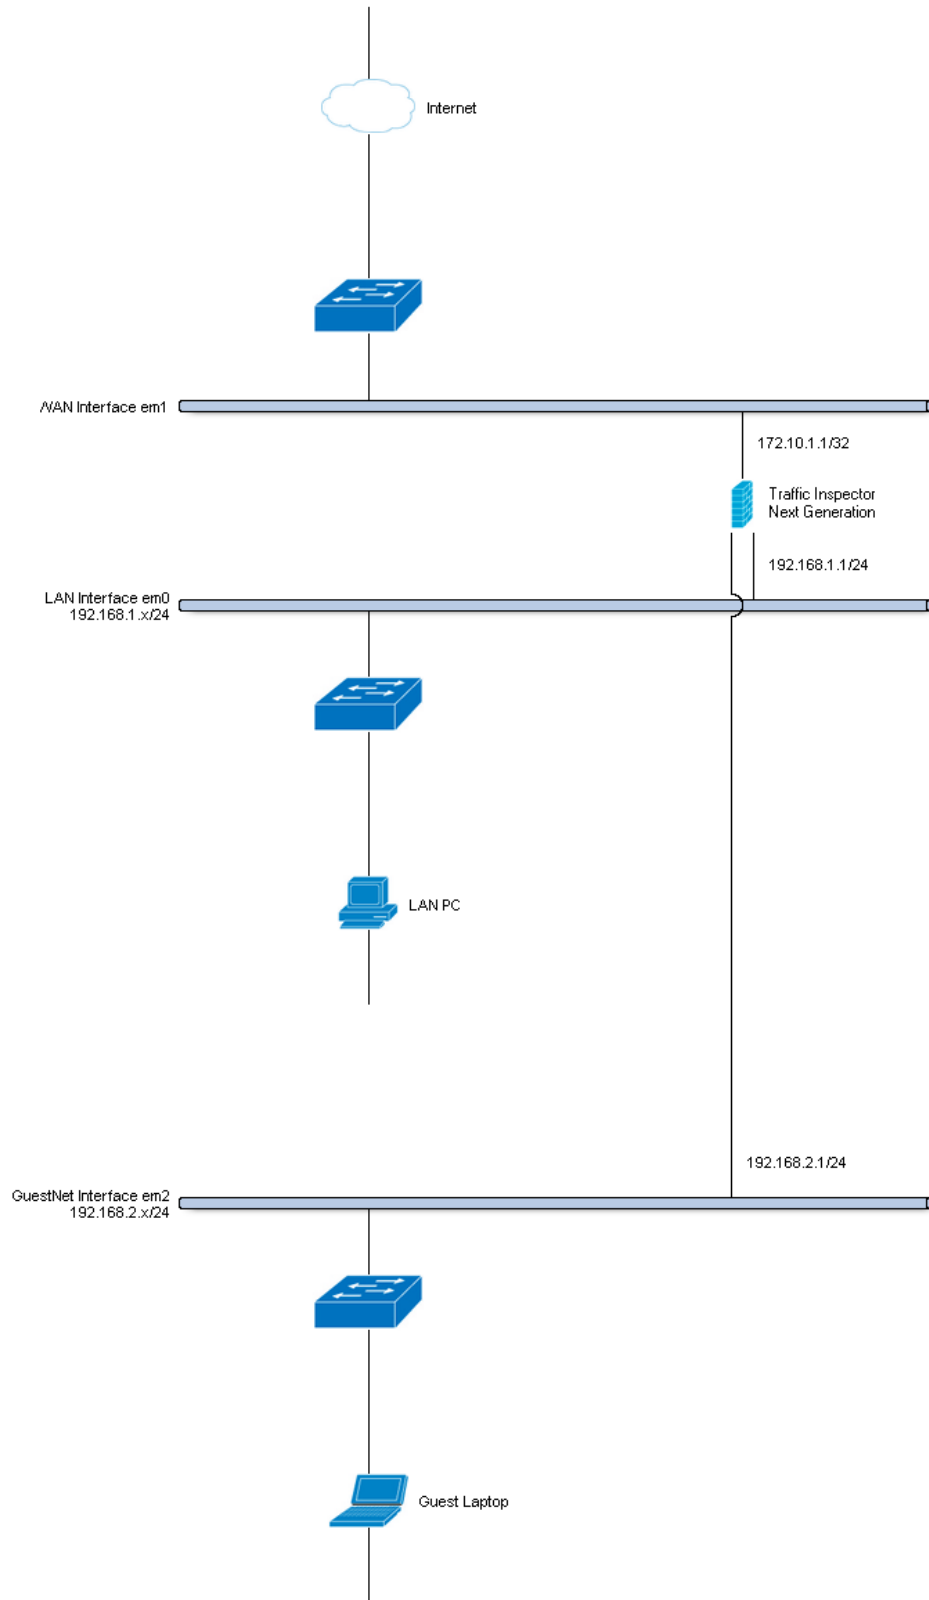 Internet
WAN Interface em1
172.10.1.1/32
Traffic Inspector
Next Generation
192.168.1.1/24
LAN Interface em0
192.168.1.x/24
LAN PC
192.168.2.1/24
GuestNet Interface em2
192.168.2.x/24
Guest Laptop